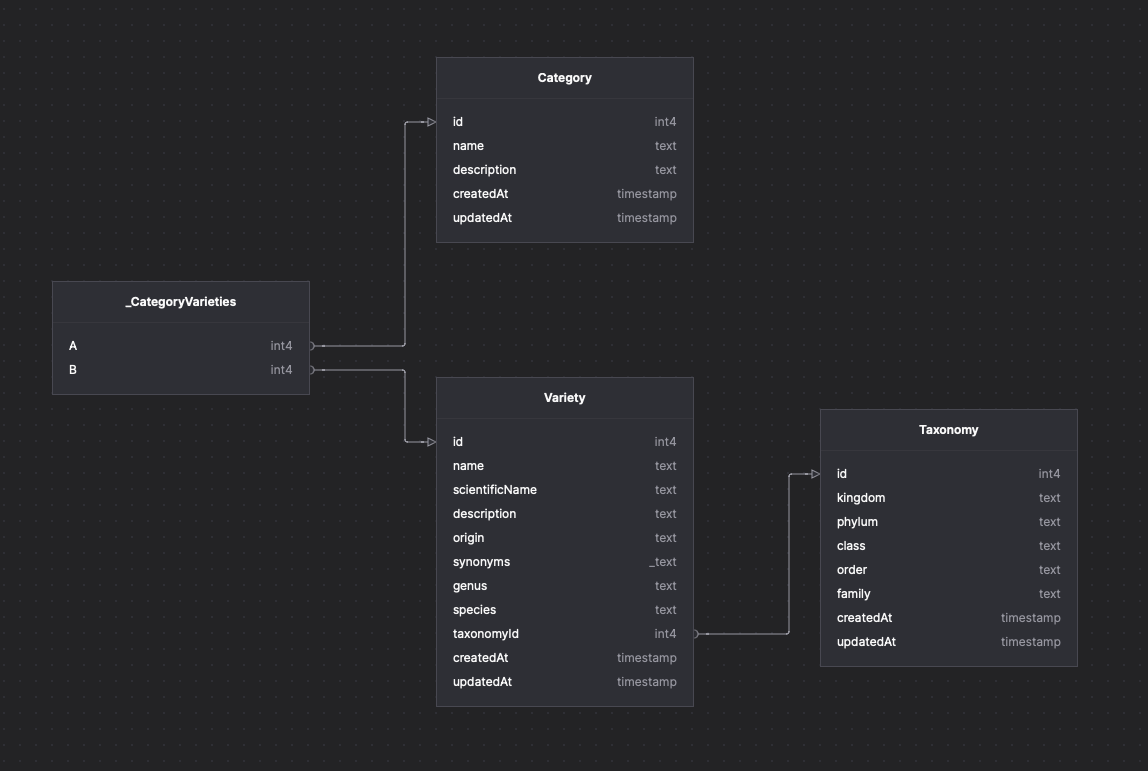 Category
id int4
name text
description text
createdAt timestamp
updatedAt timestamp
_CategoryVarieties
A int4
B int4
Variety
id int4
name text
scientificName text
description text
origin text
synonyms _text
genus text
species text
taxonomyId int4
createdAt timestamp
updatedAt timestamp
Taxonomy
id int4
kingdom text
phylum text
class text
order text
family text
createdAt timestamp
updatedAt timestamp